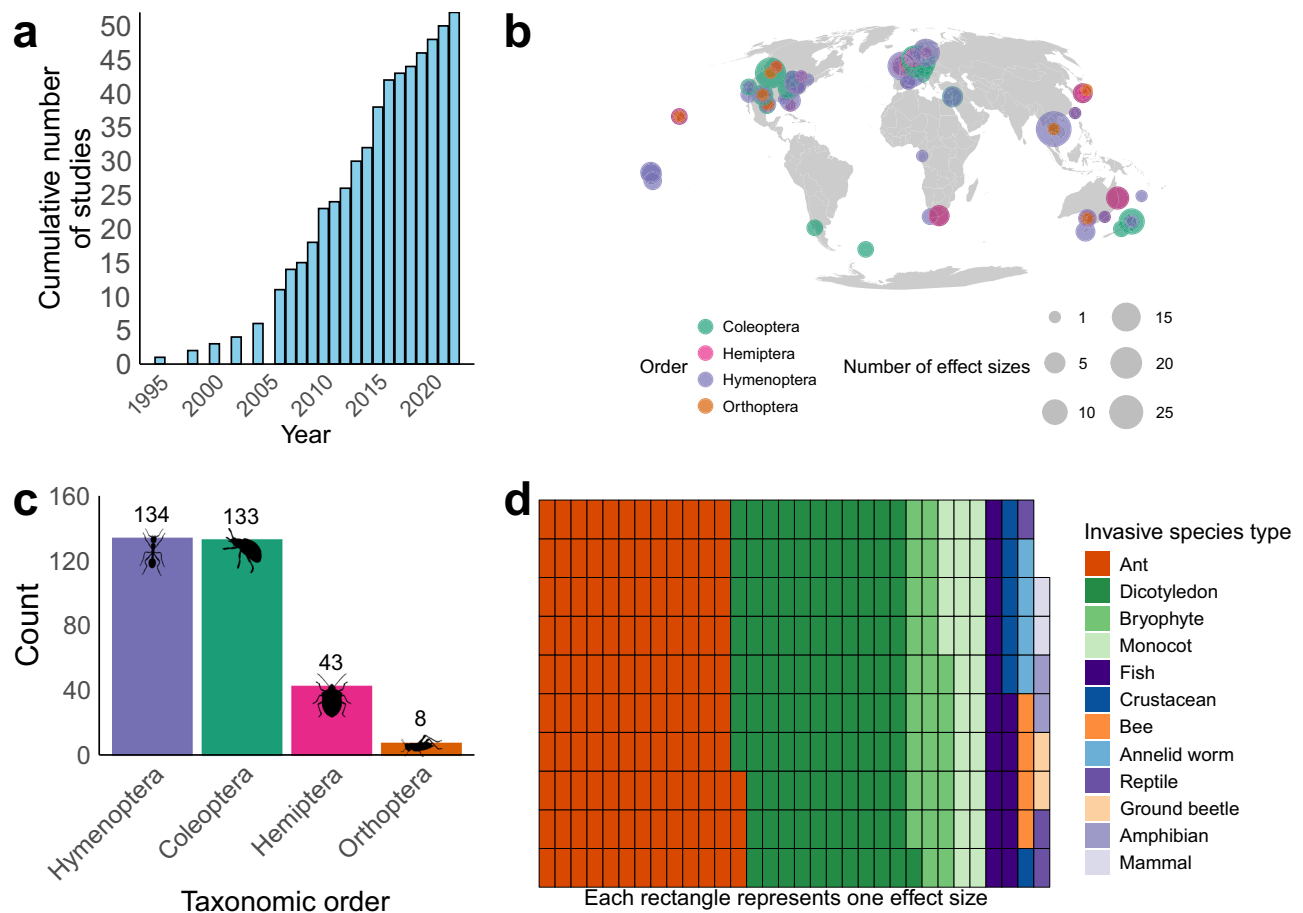 a
Cumulative number
of studies
50
45
40
35
30
25
20
15
10
5
0
1995
2000
2005
2010
2015
2020
Year
b
Order
Coleoptera
Hemiptera
Hymenoptera
Orthoptera
Number of effect sizes
1
5
10
15
20
25
c
Count
160
120
80
40
0
134
133
43
8
Hymenoptera
Coleoptera
Hemiptera
Orthoptera
Taxonomic order
d
Each rectangle represents one effect size
Invasive species type
Ant
Dicotyledon
Bryophyte
Monocot
Fish
Crustacean
Bee
Annelid worm
Reptile
Ground beetle
Amphibian
Mammal